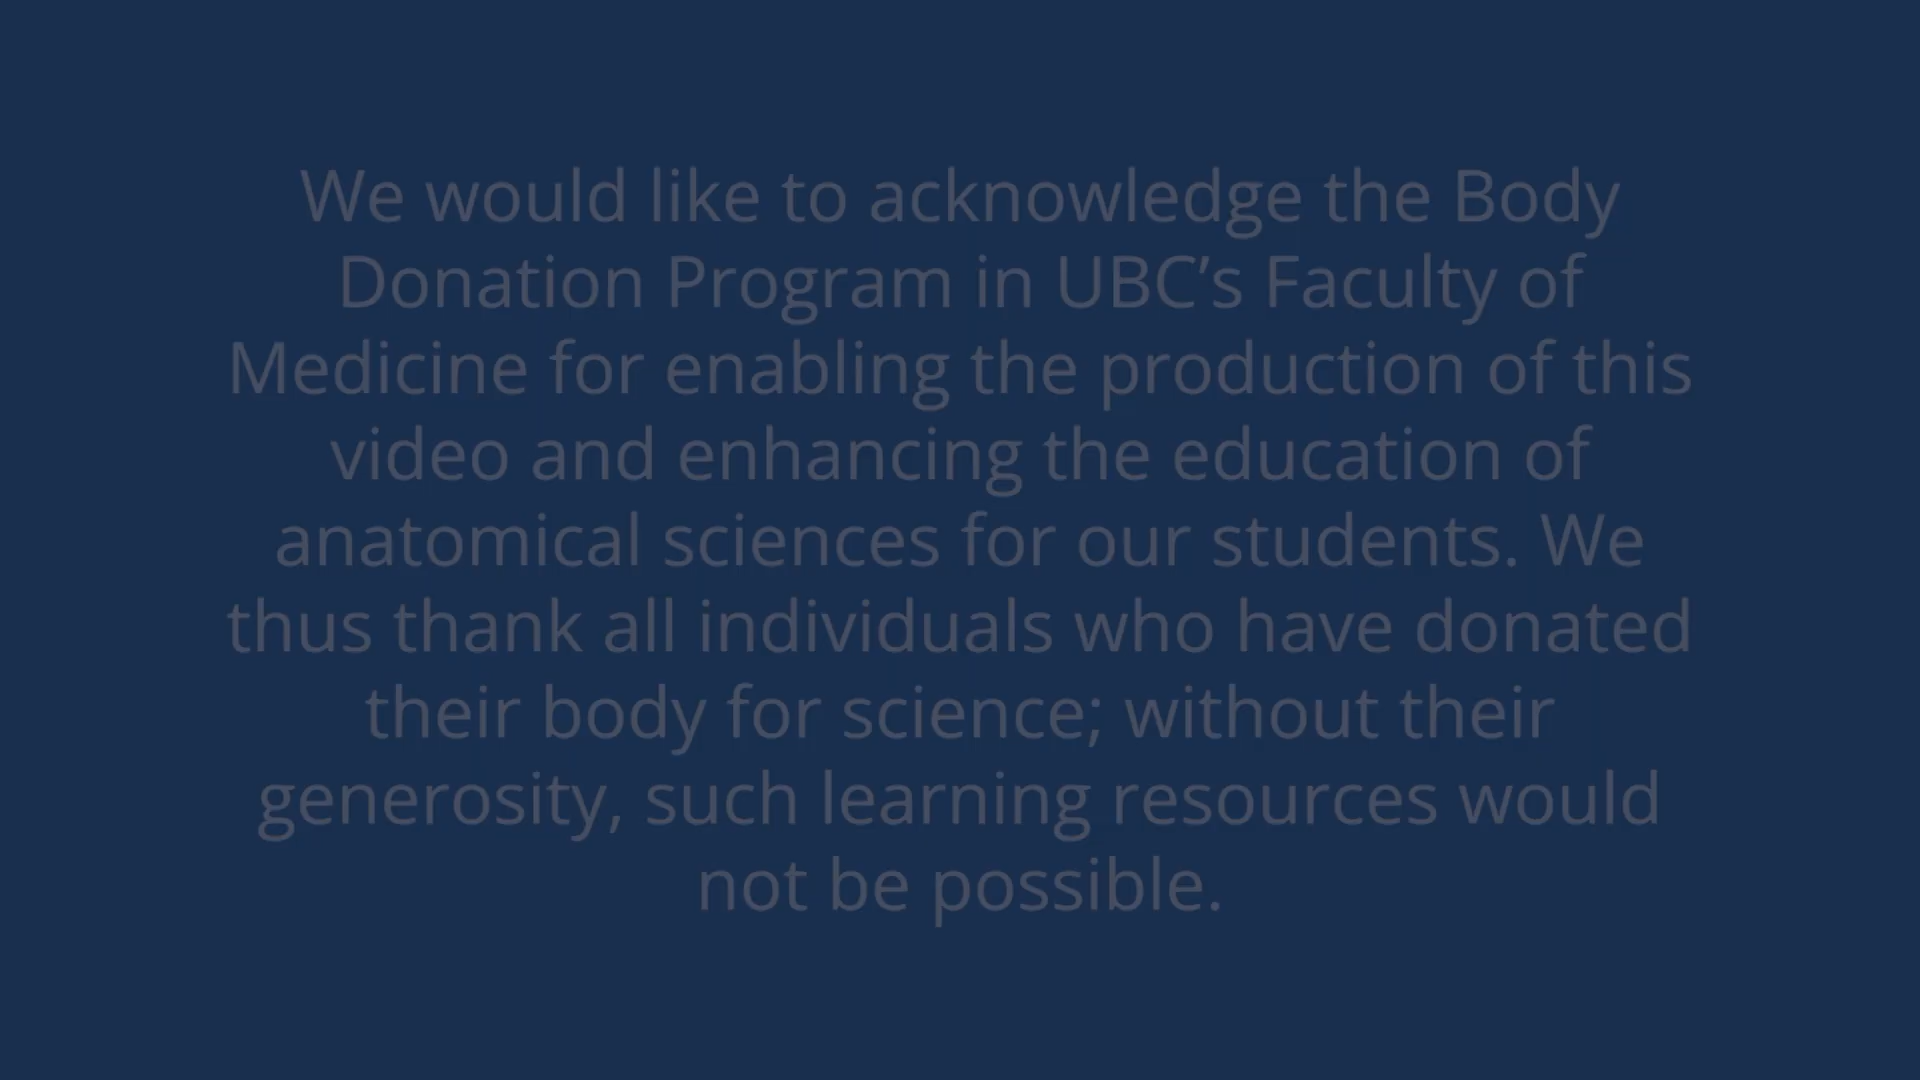 We would like to acknowledge the Body
Donation Program in UBC’s Faculty of
Medicine for enabling the production of this
video and enhancing the education of
anatomical sciences for our students. We
thus thank all individuals who have donated
their body for science; without their
generosity, such learning resources would
not be possible.